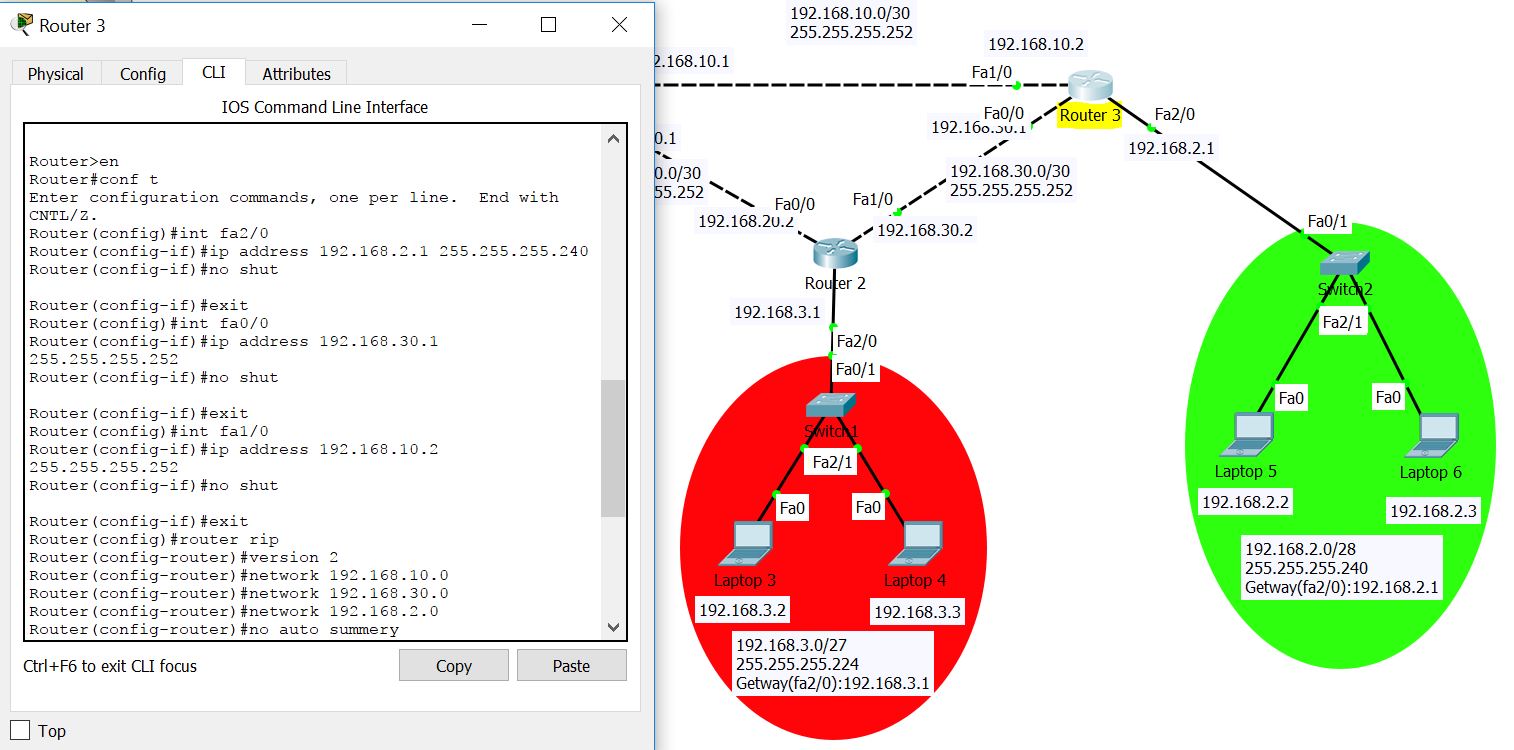 Router 3
Physical
Config
CLI
Attributes
IOS Command Line Interface
Router>en
Router#conf t
Enter configuration commands, one per line.  End with
CNTL/Z.
Router(config)#int fa2/0
Router(config-if)#ip address 192.168.2.1 255.255.255.240
Router(config-if)#no shut
Router(config-if)#exit
Router(config)#int fa0/0
Router(config-if)#ip address 192.168.30.1
255.255.255.252
Router(config-if)#no shut
Router(config-if)#exit
Router(config)#int fa1/0
Router(config-if)#ip address 192.168.10.2
255.255.255.252
Router(config-if)#no shut
Router(config-if)#exit
Router(config)#router rip
Router(config-router)#version 2
Router(config-router)#network 192.168.10.0
Router(config-router)#network 192.168.30.0
Router(config-router)#network 192.168.2.0
Router(config-router)#no auto summery
Ctrl+F6 to exit CLI focus
Copy
Paste
Top
192.168.10.0/30
255.255.255.252
2.168.10.1
192.168.10.2
Fa1/0
Router 3
Fa0/0
192.168.30.1
Fa2/0
192.168.2.1
0.1
0.0/30
55.252
192.168.30.0/30
255.255.255.252
Fa0/0
192.168.20.2
Fa1/0
192.168.30.2
Router 2
192.168.3.1
Fa2/0
Fa0/1
Switch1
Fa2/1
Fa0
Fa0
Laptop 3
Laptop 4
192.168.3.2
192.168.3.3
192.168.3.0/27
255.255.255.224
Getway(fa2/0):192.168.3.1
Fa0/1
Switch2
Fa2/1
Fa0
Fa0
Laptop 5
Laptop 6
192.168.2.2
192.168.2.3
192.168.2.0/28
255.255.255.240
Getway(fa2/0):192.168.2.1